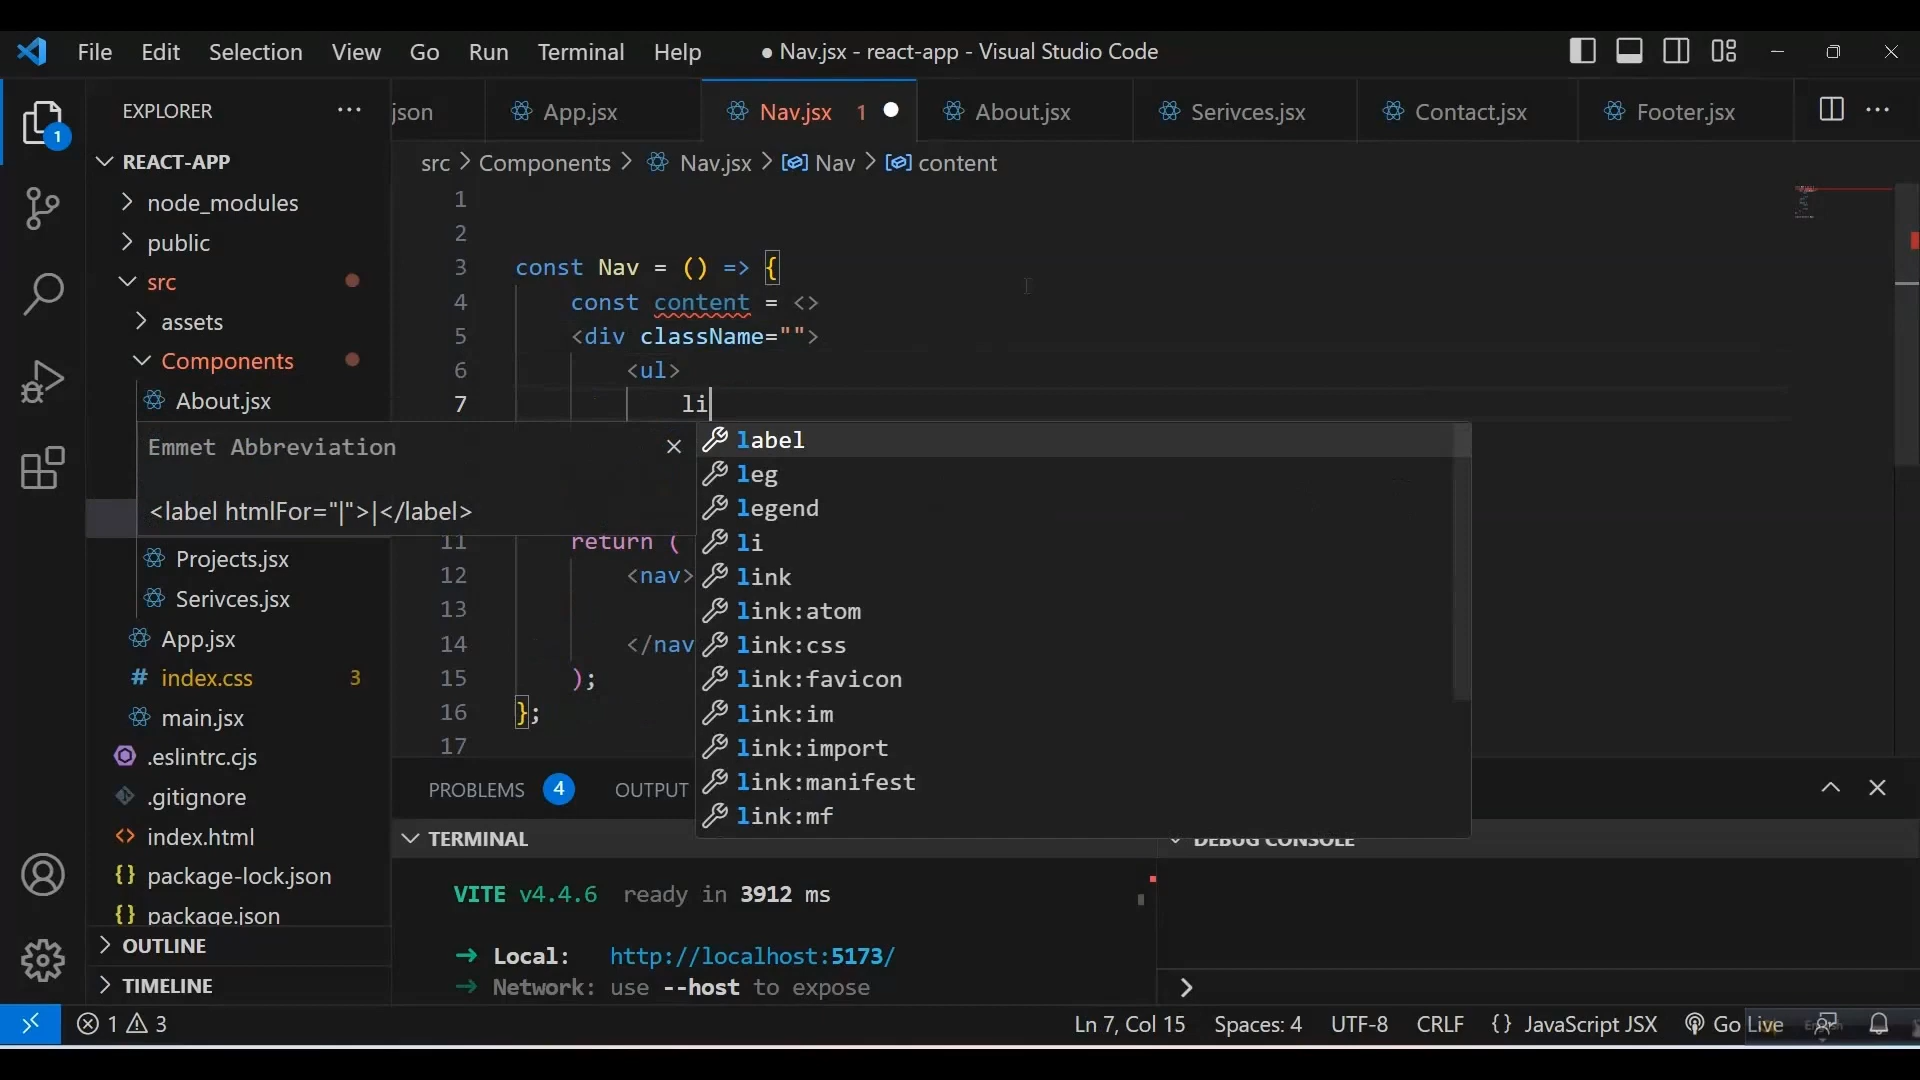 File Edit Selection View Go Run Terminal Help ● Nav.jsx - react-app - Visual Studio Code
EXPLORER ···
json App.jsx Nav.jsx 1 ● About.jsx Serivces.jsx Contact.jsx Footer.jsx ···
1
REACT-APP
src > Components > Nav.jsx > Nav > content
node_modules
public
src
assets
Components
About.jsx
1
2
3 const Nav = () => {
4 const content = <>
5 <div className="">
6 <ul>
7 li
Emmet Abbreviation ×
<label htmlFor="|">|</label>
label
leg
legend
li
link
link:atom
link:css
link:favicon
link:im
link:import
link:manifest
link:mf
11 return (
12 <nav>
13
14 </nav
15 );
16 };
17
Projects.jsx
Serivces.jsx
App.jsx
index.css 3
main.jsx
.eslintrc.cjs
.gitignore
index.html
package-lock.json
package.json
OUTLINE
TIMELINE
PROBLEMS 4 OUTPUT
TERMINAL
DEBUG CONSOLE
VITE v4.4.6 ready in 3912 ms
➜ Local: http://localhost:5173/
➜ Network: use --host to expose
1 3
Ln 7, Col 15 Spaces: 4 UTF-8 CRLF {} JavaScript JSX Go Live